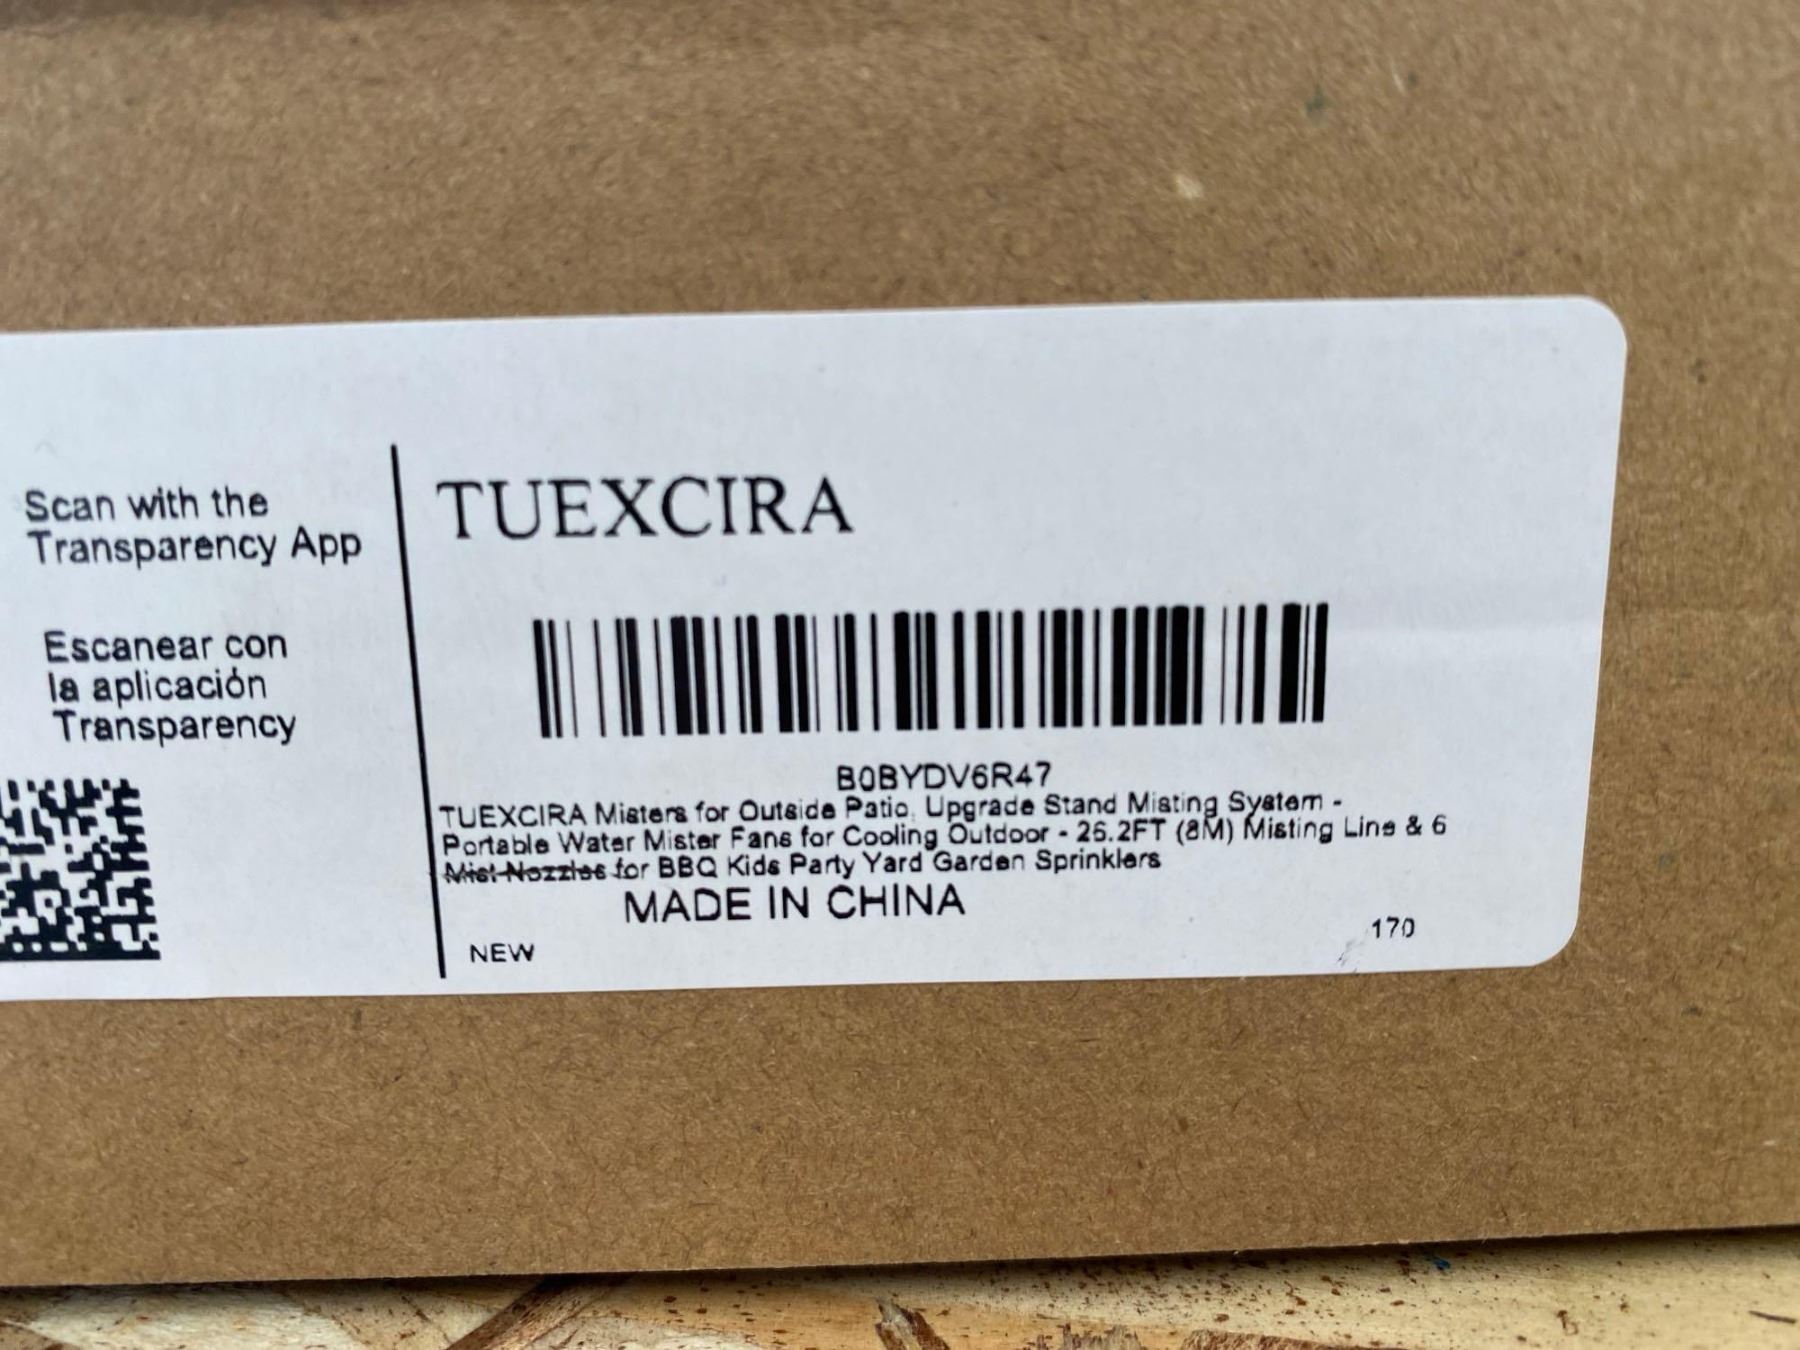 Scan with the
Transparency App
Escanear con
la aplicación
Transparency
TUEXCIRA
B0BYDV6R47
TUEXCIRA Misters for Outside Patio, Upgrade Stand Misting System -
Portable Water Mister Fans for Cooling Outdoor - 26.2FT (8M) Misting Line & 6
Mist Nozzles for BBQ Kids Party Yard Garden Sprinklers
MADE IN CHINA
NEW
170